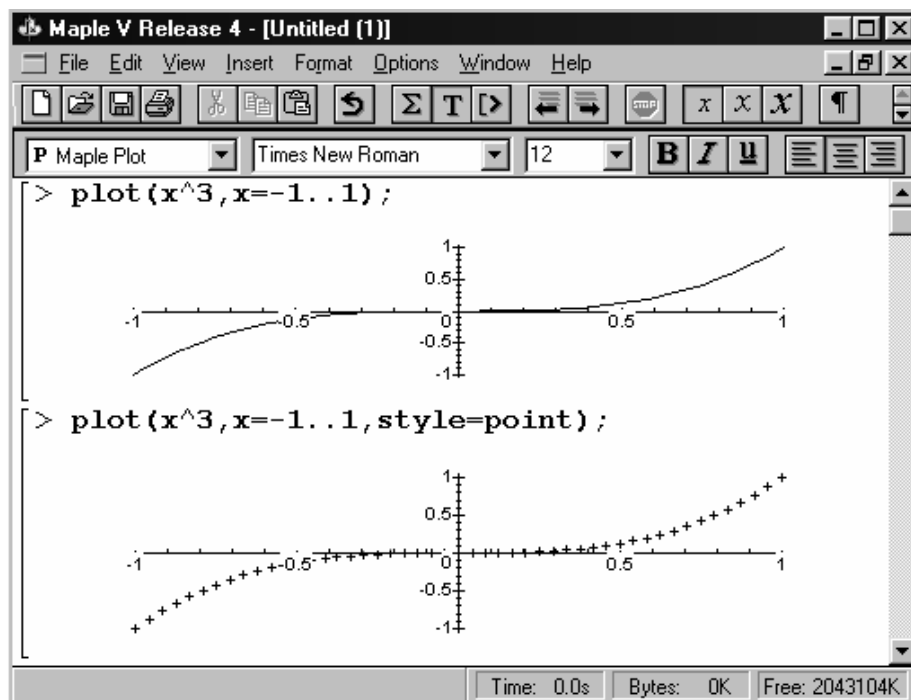 Maple V Release 4 - [Untitled (1)]
File Edit View Insert Format Options Window Help
Σ T [> STOP x x x ¶
P Maple Plot Times New Roman 12 B I u
> plot(x^3,x=-1..1);
1
0.5
-1 -0.5 0 0.5 1
-0.5
-1
> plot(x^3,x=-1..1,style=point);
1
0.5
-1 -0.5 0 0.5 1
-0.5
-1
Time: 0.0s Bytes: 0K Free: 2043104K